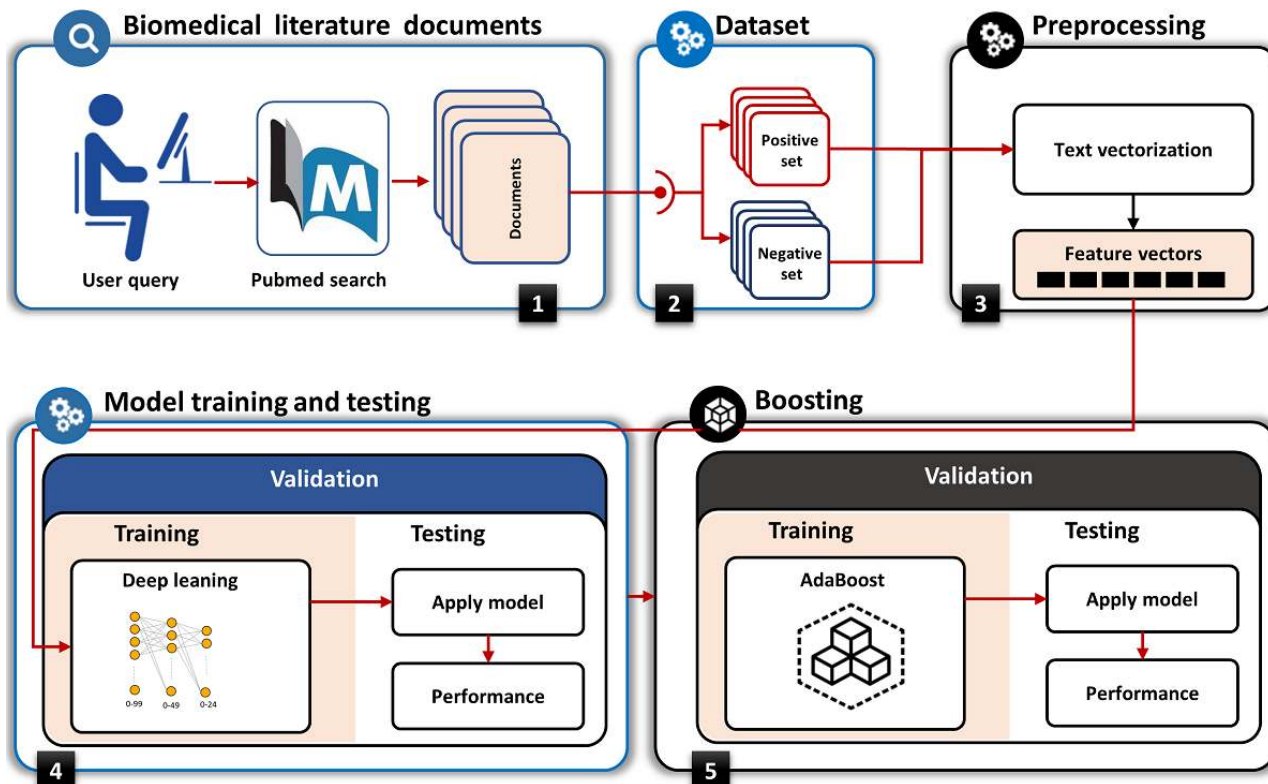 Biomedical literature documents
User query
Pubmed search
M
Documents
1
Dataset
Positive
set
Negative
set
2
Preprocessing
Text vectorization
Feature vectors
3
Model training and testing
Validation
Training
Testing
Deep leaning
0-99 0-49 0-24
Apply model
Performance
4
Boosting
Validation
Training
Testing
AdaBoost
Apply model
Performance
5